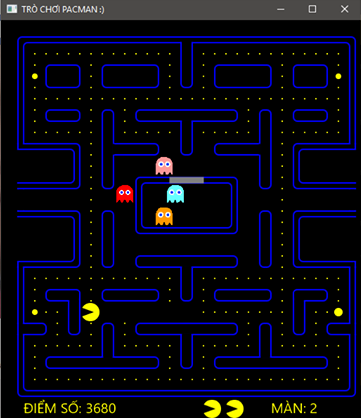 TRÒ CHƠI PACMAN :)
ĐIỂM SỐ: 3680
MÀN: 2